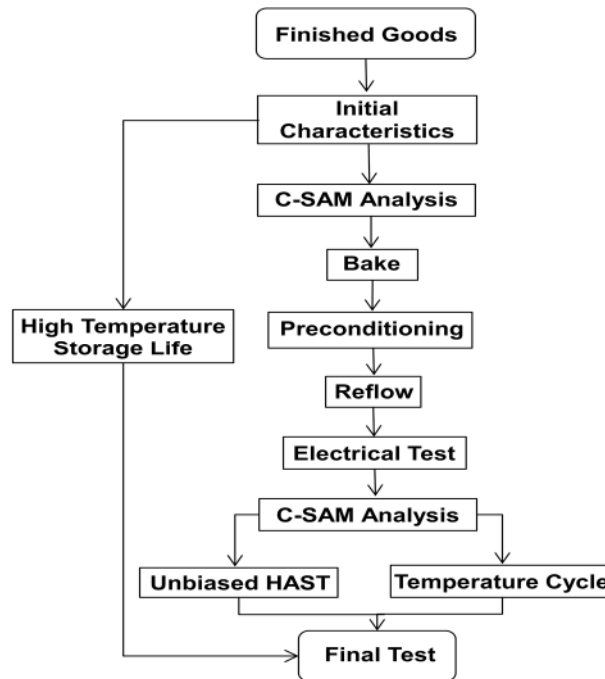 Finished Goods
Initial
Characteristics
C-SAM Analysis
Bake
High Temperature
Storage Life
Preconditioning
Reflow
Electrical Test
C-SAM Analysis
Unbiased HAST
Temperature Cycle
Final Test